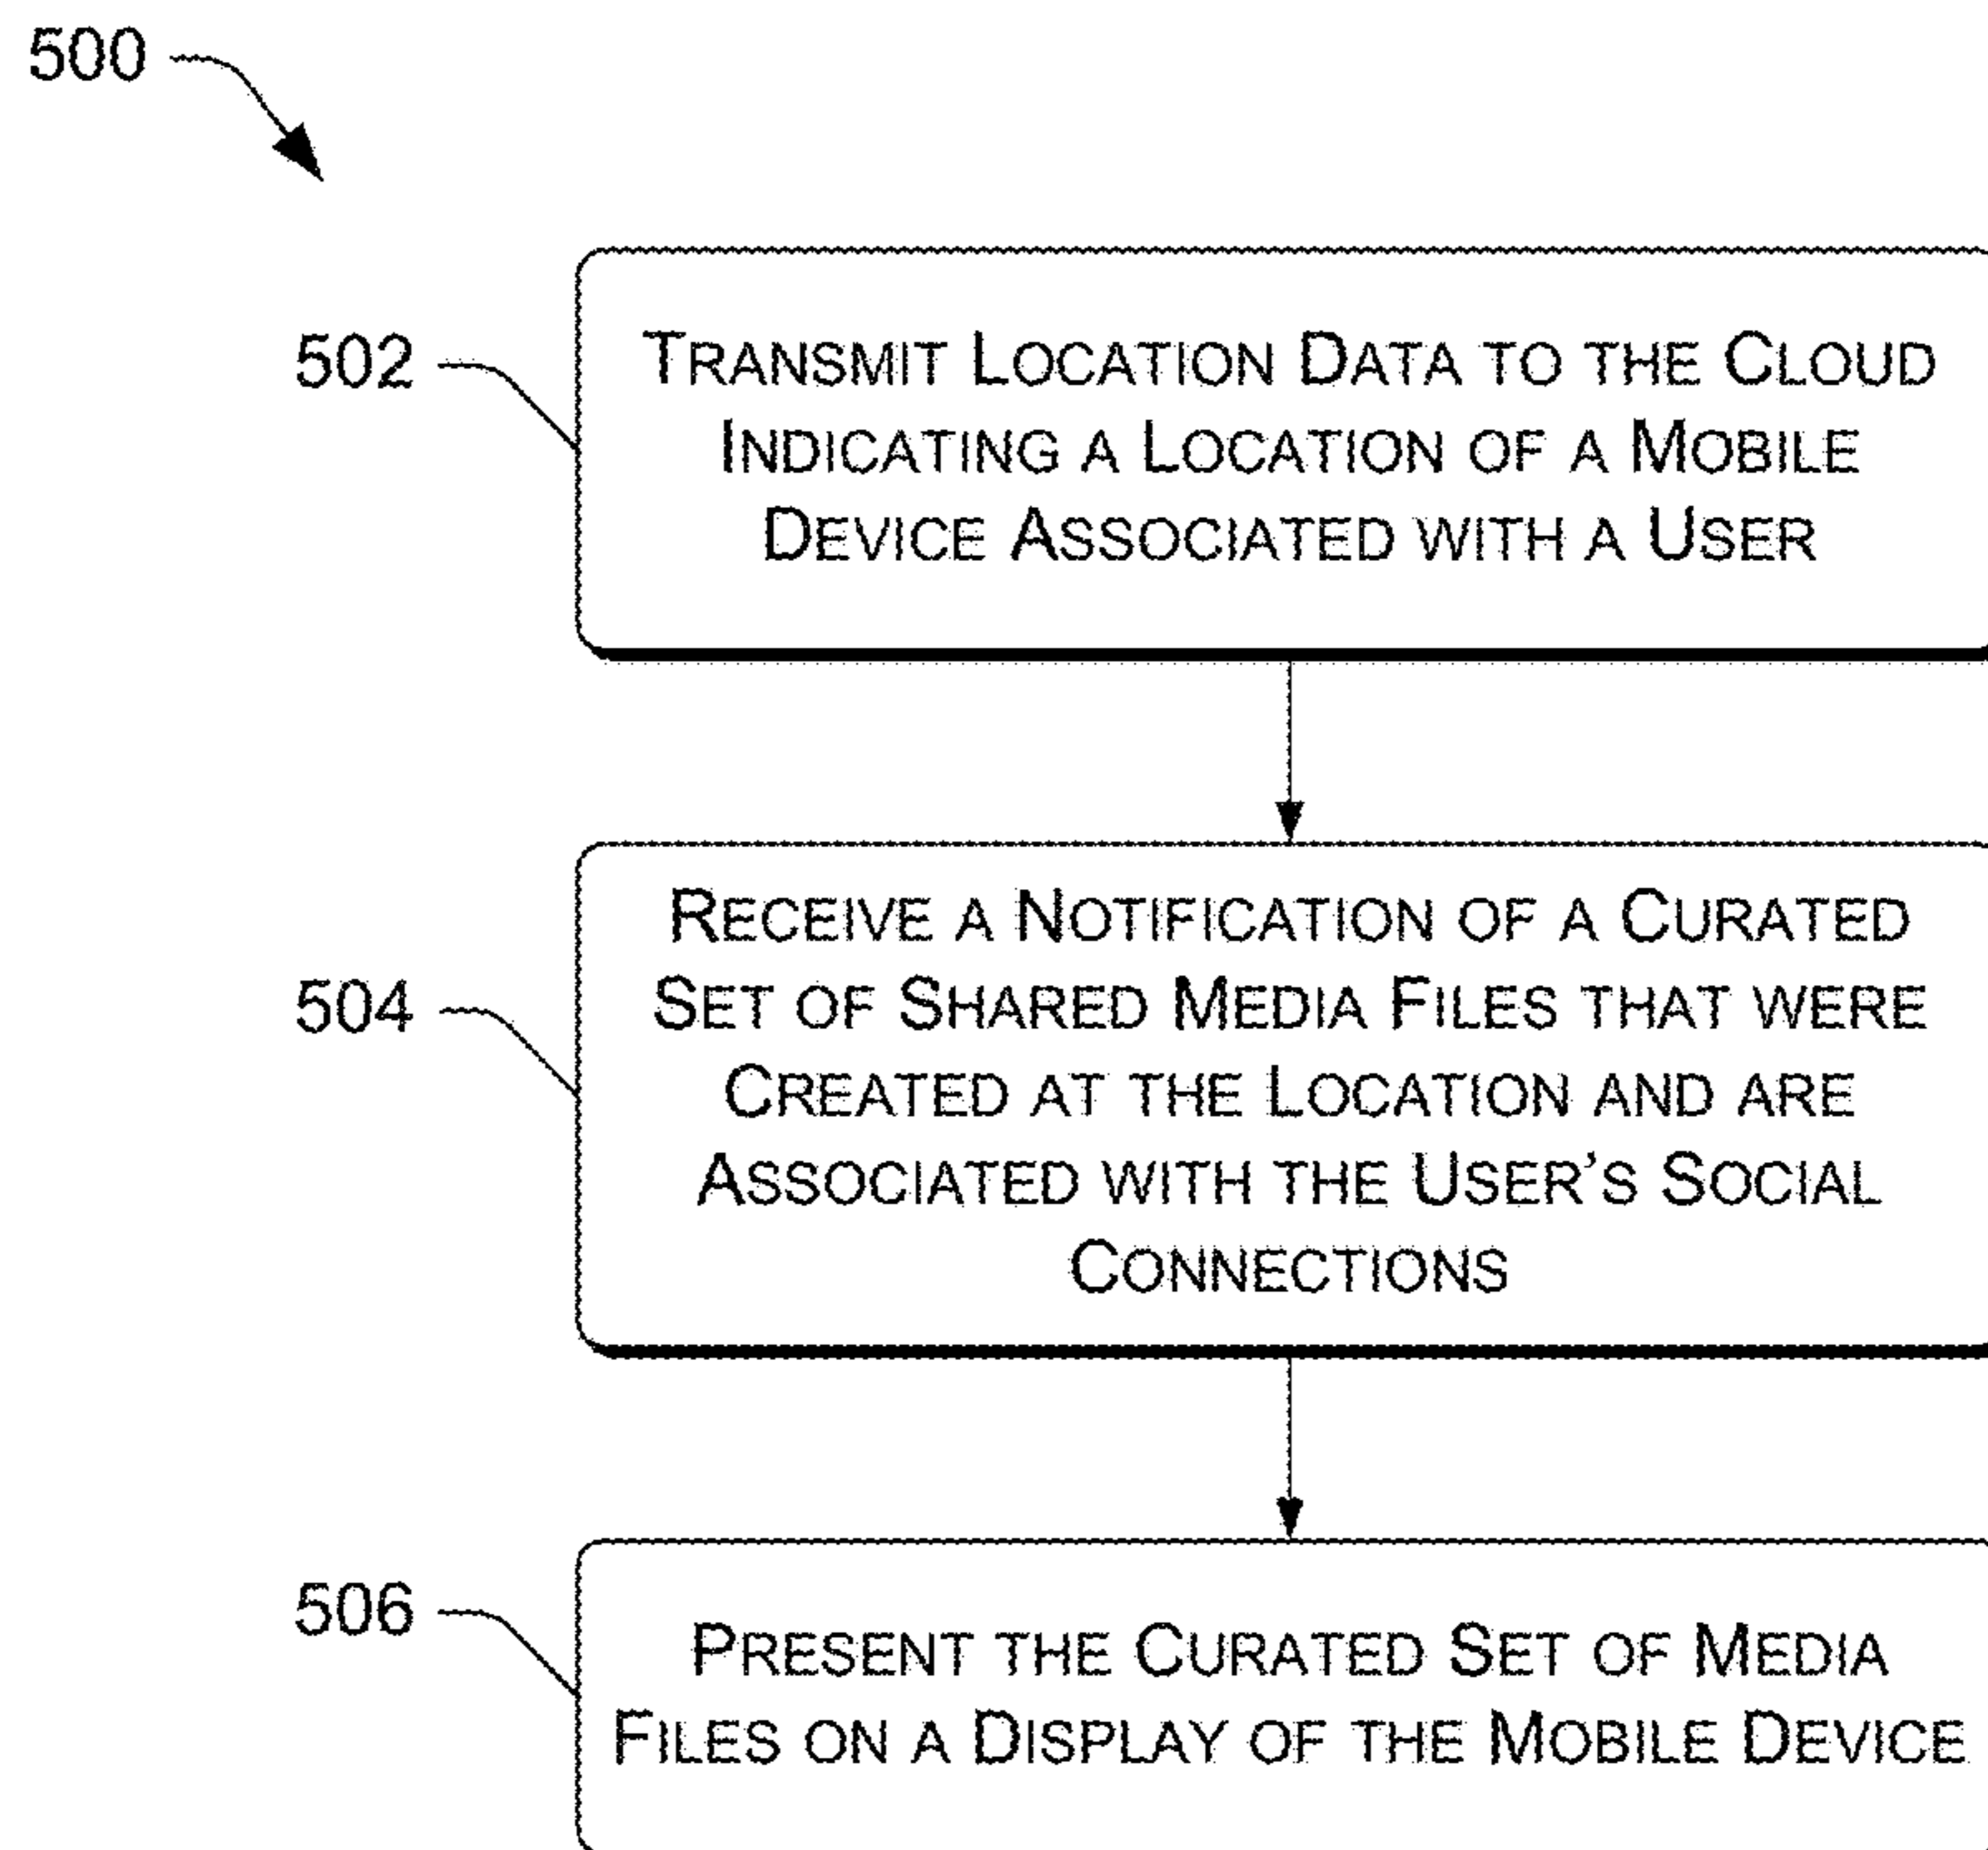 500
502
TRANSMIT LOCATION DATA TO THE CLOUD
INDICATING A LOCATION OF A MOBILE
DEVICE ASSOCIATED WITH A USER
504
RECEIVE A NOTIFICATION OF A CURATED
SET OF SHARED MEDIA FILES THAT WERE
CREATED AT THE LOCATION AND ARE
ASSOCIATED WITH THE USER'S SOCIAL
CONNECTIONS
506
PRESENT THE CURATED SET OF MEDIA
FILES ON A DISPLAY OF THE MOBILE DEVICE